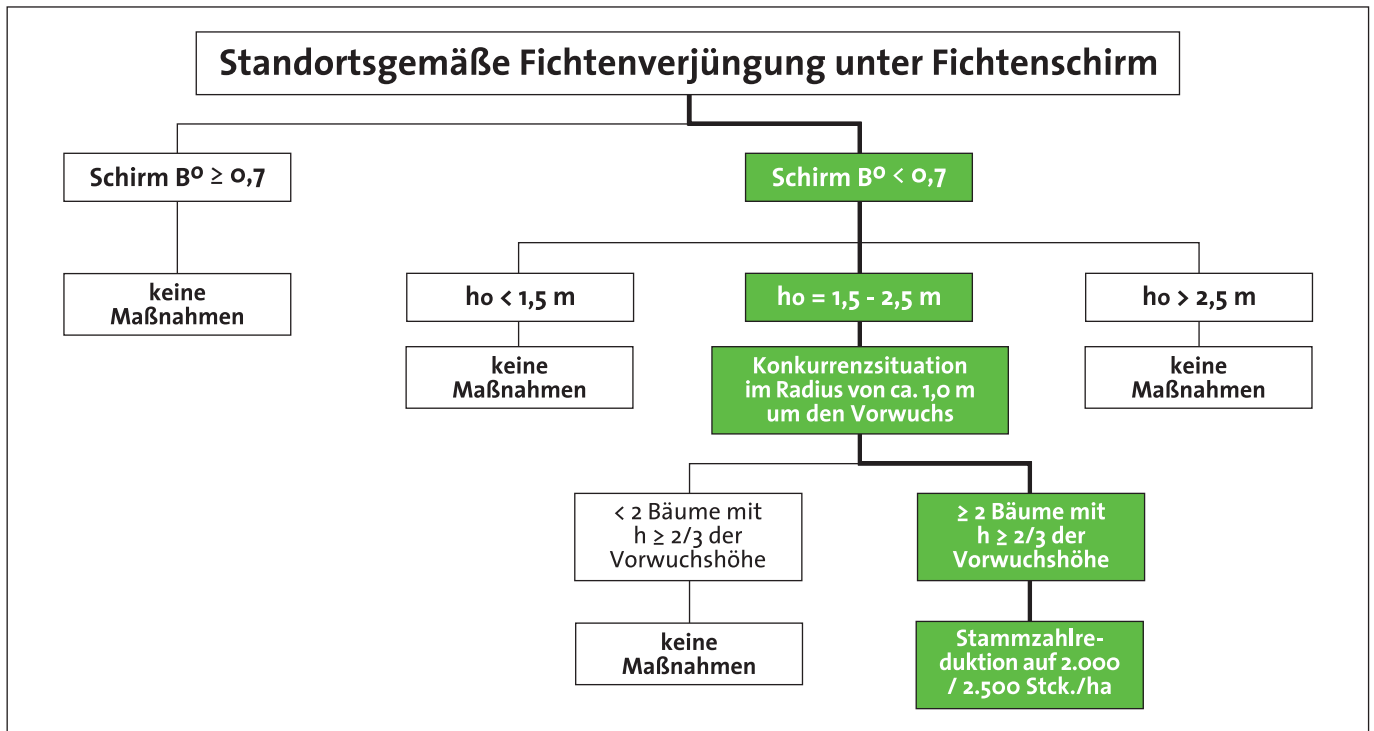 Standortsgemäße Fichtenverjüngung unter Fichtenschirm
Schirm Bº ≥ 0,7
Schirm Bº < 0,7
keine
Maßnahmen
ho < 1,5 m
ho = 1,5 - 2,5 m
ho > 2,5 m
keine
Maßnahmen
Konkurrenzsituation
im Radius von ca. 1,0 m
um den Vorwuchs
keine
Maßnahmen
< 2 Bäume mit
h ≥ 2/3 der
Vorwuchshöhe
≥ 2 Bäume mit
h ≥ 2/3 der
Vorwuchshöhe
keine
Maßnahmen
Stammzahlre-
duktion auf 2.000
/ 2.500 Stck./ha